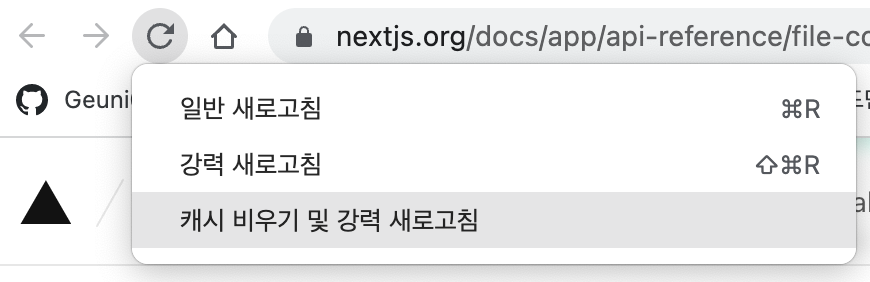 nextjs.org/docs/app/api-reference/file-co
Geuni
일반 새로고침 ⌘R
강력 새로고침 ⇧⌘R
캐시 비우기 및 강력 새로고침